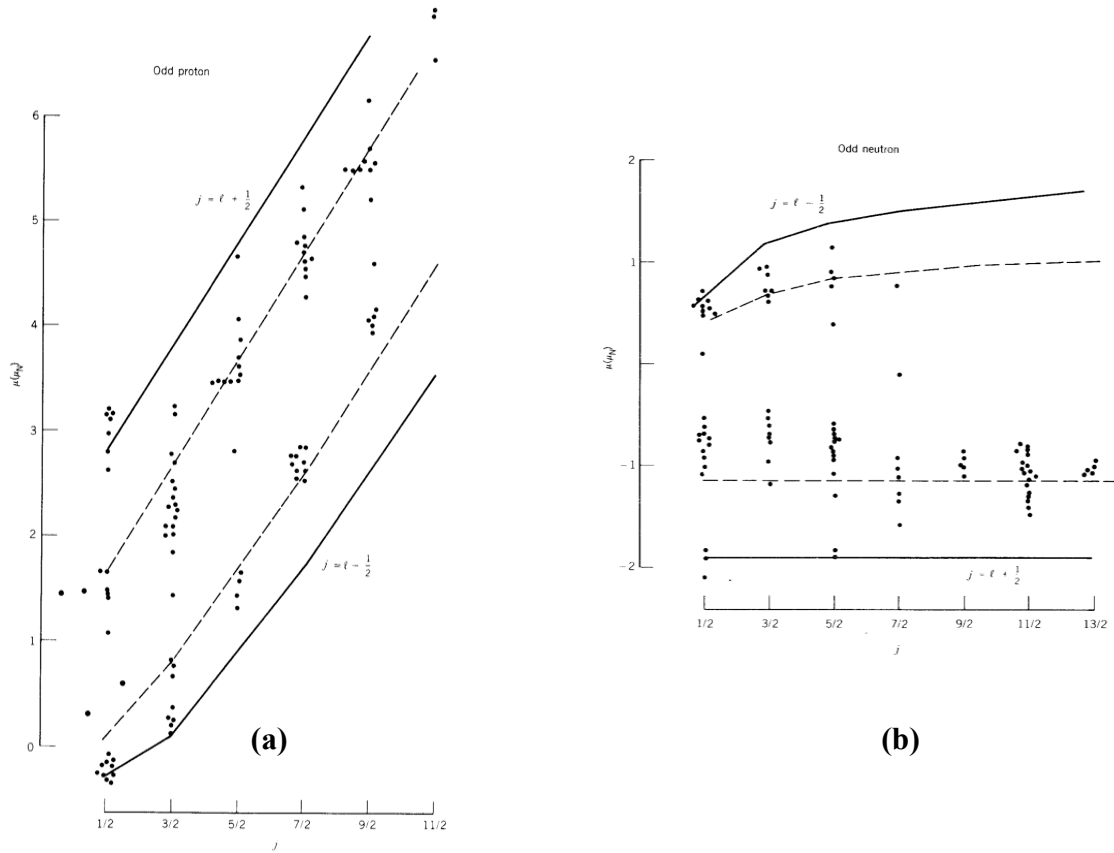 Odd proton
6
5
4
3
2
1
0
μ(μN)
j = ℓ + 1/2
j = ℓ − 1/2
(a)
1/2 3/2 5/2 7/2 9/2 11/2
j
Odd neutron
2
1
-1
-2
μ(μN)
j = ℓ − 1/2
j = ℓ + 1/2
1/2 3/2 5/2 7/2 9/2 11/2 13/2
j
(b)